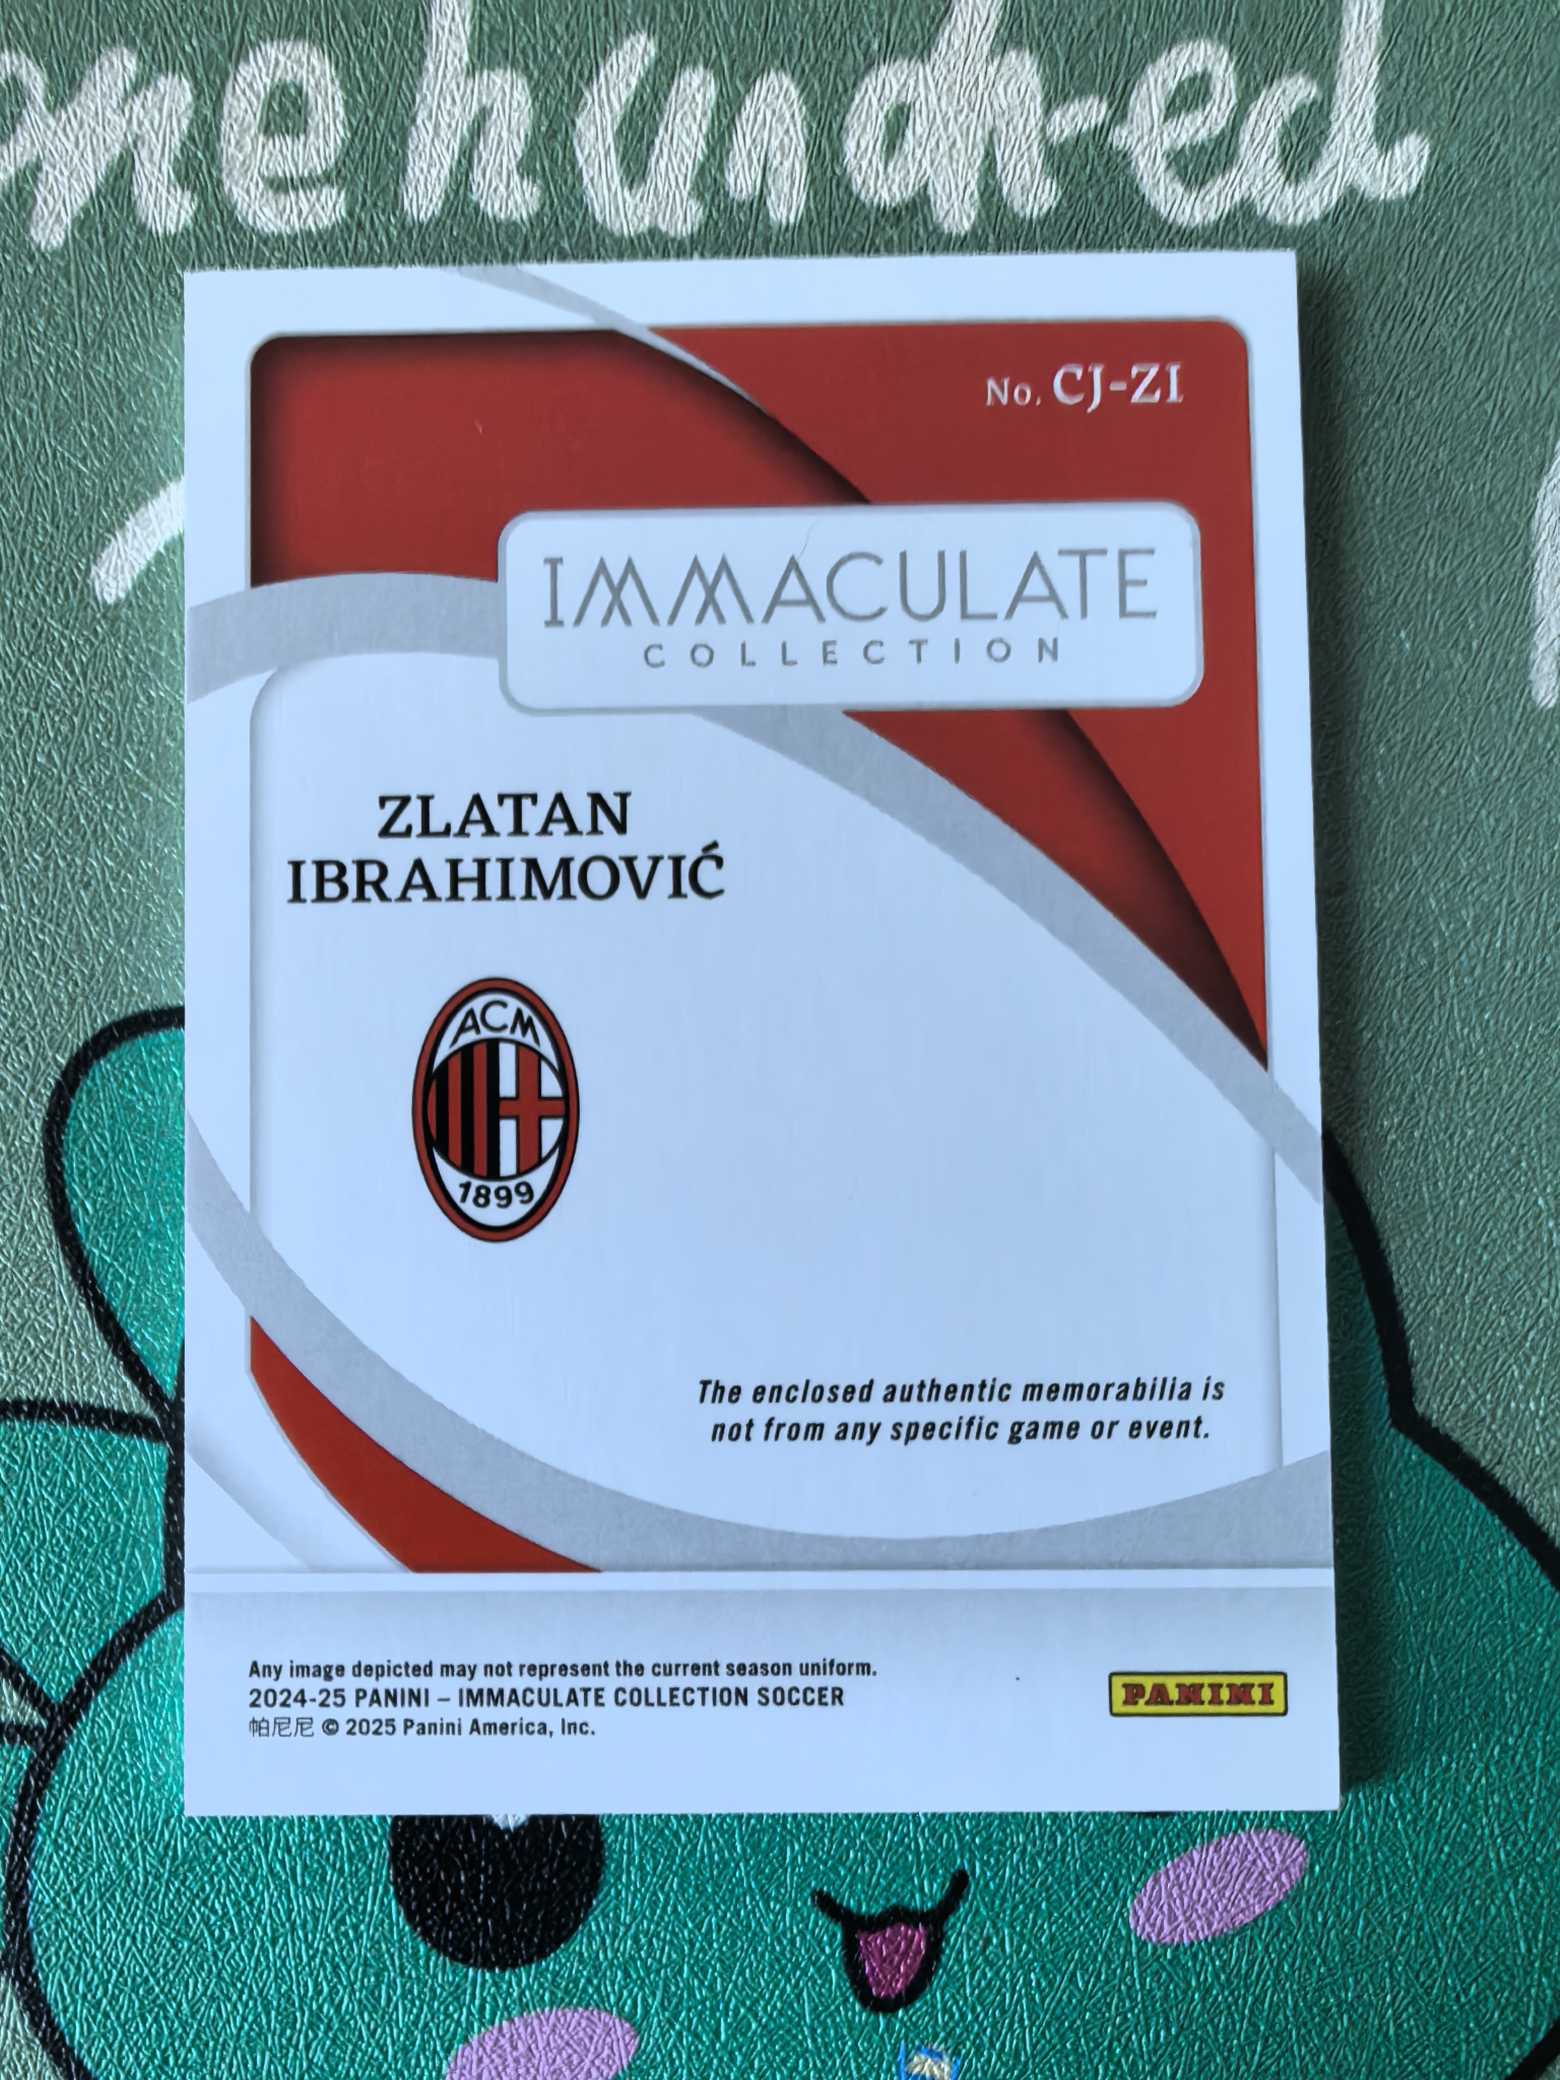 one hundred
No. CJ-ZI
IMMACULATE
COLLECTION
ZLATAN
IBRAHIMOVIĆ
ACM
1899
The enclosed authentic memorabilia is
not from any specific game or event.
Any image depicted may not represent the current season uniform.
2024-25 PANINI – IMMACULATE COLLECTION SOCCER
帕尼尼 © 2025 Panini America, Inc.
PANINI